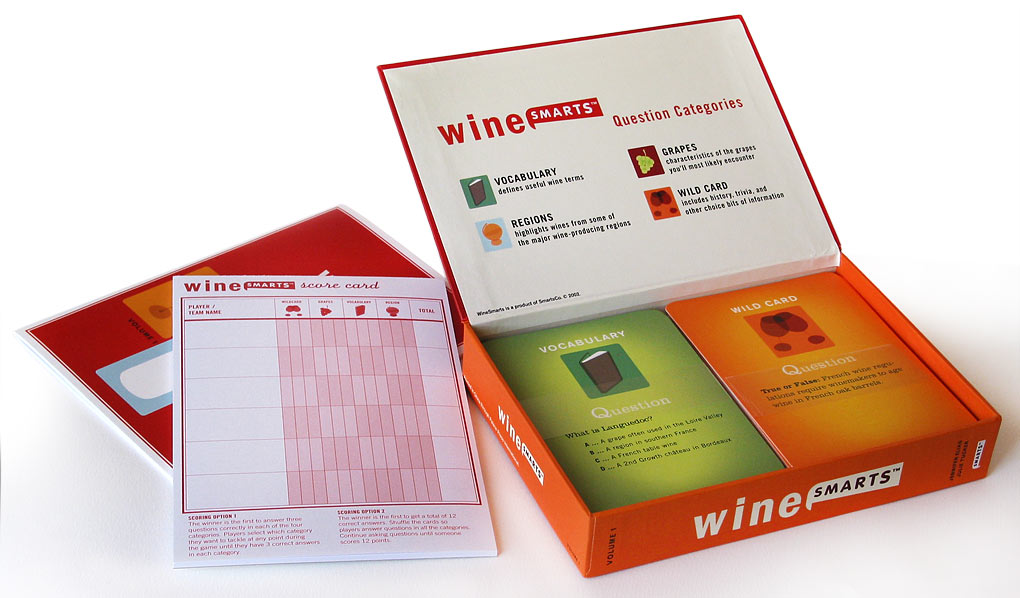 wine SMARTS™ Question Categories
VOCABULARY
defines useful wine terms
REGIONS
highlights wines from some of
the major wine-producing regions
GRAPES
characteristics of the grapes
you'll most likely encounter
WILD CARD
includes history, trivia, and
other choice bits of information
WineSmarts is a product of SmartsCo. © 2002.
VOLUME
wine SMARTS™ score card
PLAYER /
TEAM NAME
WILDCARD
GRAPES
VOCABULARY
REGION
TOTAL
SCORING OPTION 1
The winner is the first to answer three
questions correctly in each of the four
categories. Players select which category
they want to tackle at any point during
the game until they have 3 correct answers
in each category.
SCORING OPTION 2
The winner is the first to get a total of 12
correct answers. Shuffle the cards so
players answer questions in all the categories.
Continue asking questions until someone
scores 12 points.
VOCABULARY
Question
What is Languedoc?
A ... A grape often used in the Loire Valley
B ... A region in southern France
C ... A French table wine
D ... A 2nd Growth château in Bordeaux
WILD CARD
Question
True or False: French wine regu-
lations require winemakers to age
wine in French oak barrels.
wine SMARTS
VOLUME 1
wine SMARTS™
JULIE TUCKER
SMARTS